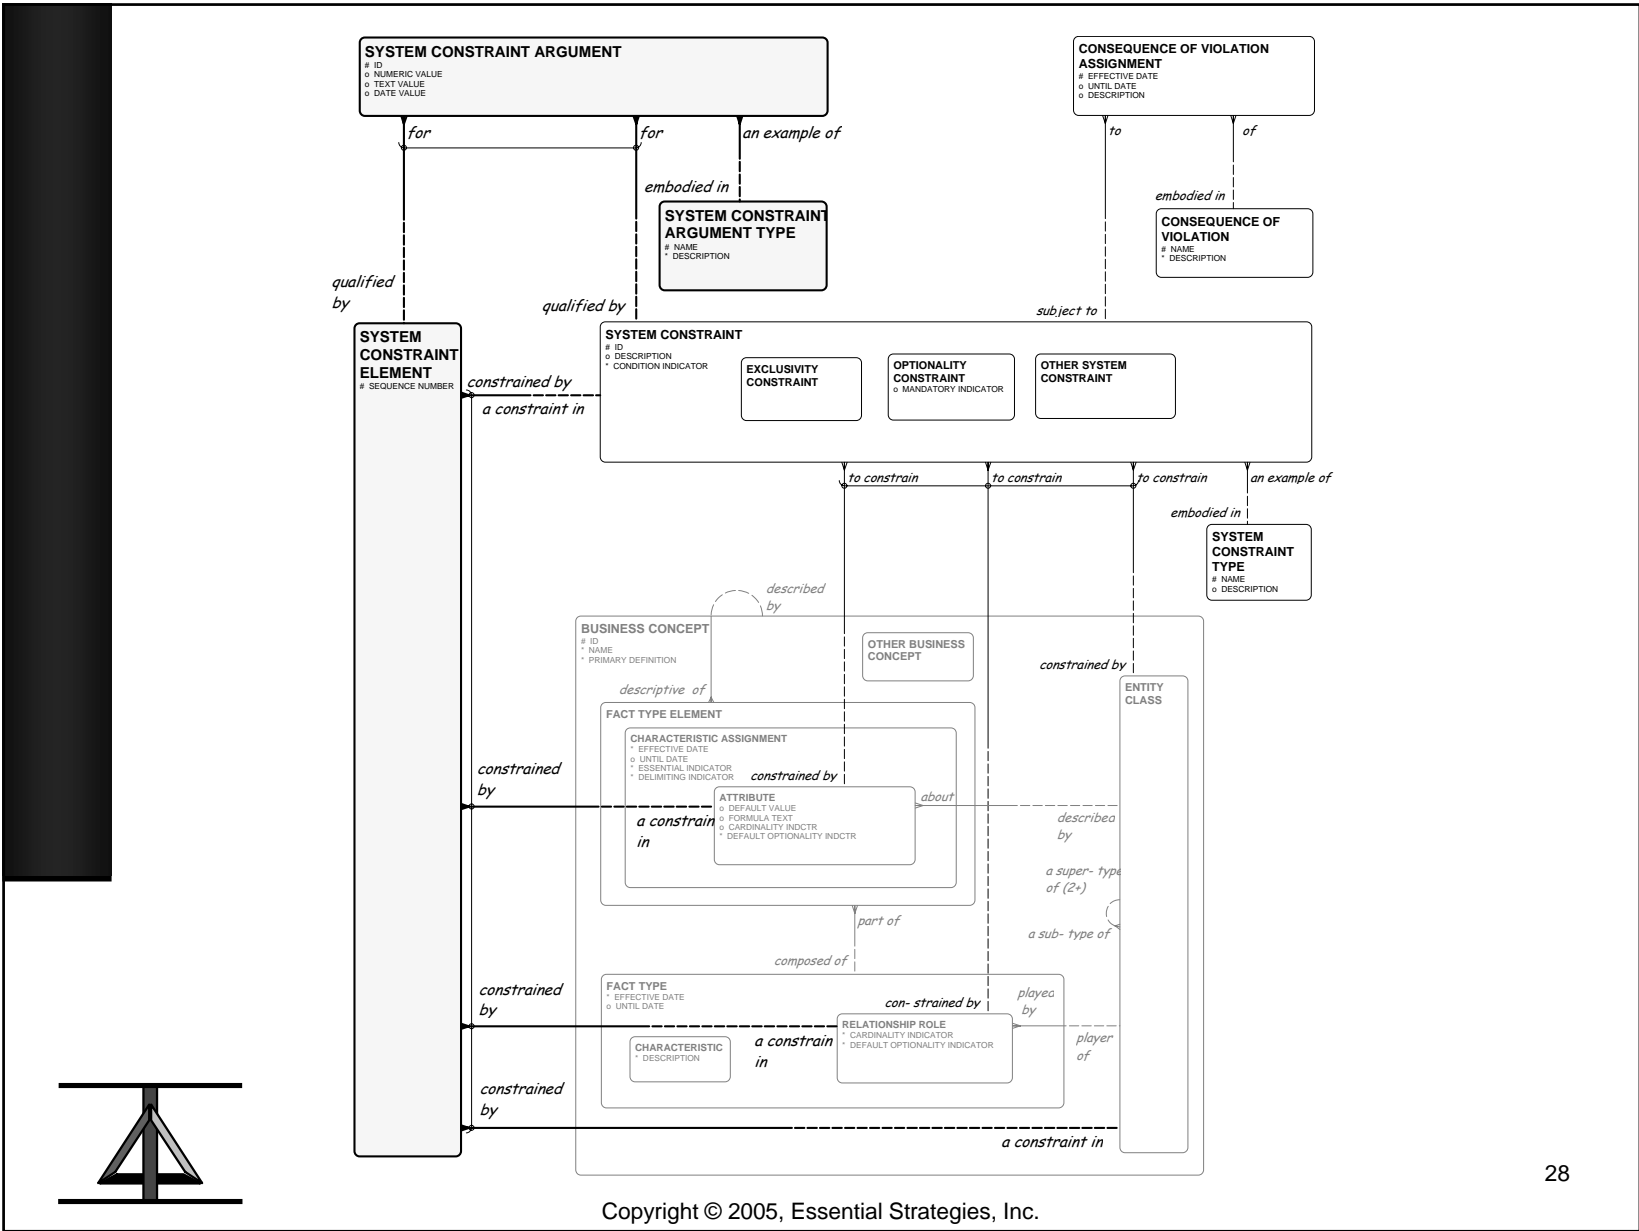 SYSTEM CONSTRAINT ARGUMENT
# ID
o NUMERIC VALUE
o TEXT VALUE
o DATE VALUE
CONSEQUENCE OF VIOLATION
ASSIGNMENT
# EFFECTIVE DATE
o UNTIL DATE
o DESCRIPTION
for
for
an example of
to
of
embodied in
embodied in
SYSTEM CONSTRAINT
ARGUMENT TYPE
# NAME
* DESCRIPTION
CONSEQUENCE OF
VIOLATION
# NAME
* DESCRIPTION
qualified
by
qualified by
subject to
SYSTEM
CONSTRAINT
ELEMENT
# SEQUENCE NUMBER
SYSTEM CONSTRAINT
# ID
o DESCRIPTION
* CONDITION INDICATOR
EXCLUSIVITY
CONSTRAINT
OPTIONALITY
CONSTRAINT
o MANDATORY INDICATOR
OTHER SYSTEM
CONSTRAINT
constrained by
a constraint in
to constrain
to constrain
to constrain
an example of
embodied in
SYSTEM
CONSTRAINT
TYPE
# NAME
o DESCRIPTION
described
by
BUSINESS CONCEPT
# ID
* NAME
* PRIMARY DEFINITION
OTHER BUSINESS
CONCEPT
constrained by
descriptive of
ENTITY
CLASS
FACT TYPE ELEMENT
CHARACTERISTIC ASSIGNMENT
* EFFECTIVE DATE
o UNTIL DATE
* ESSENTIAL INDICATOR
* DELIMITING INDICATOR
constrained by
constrained
by
ATTRIBUTE
o DEFAULT VALUE
o FORMULA TEXT
o CARDINALITY INDCTR
* DEFAULT OPTIONALITY INDCTR
about
a constrain
in
described
by
a super- type
of (2+)
a sub- type of
part of
composed of
FACT TYPE
* EFFECTIVE DATE
o UNTIL DATE
constrained
by
con- strained by
played
by
RELATIONSHIP ROLE
* CARDINALITY INDICATOR
* DEFAULT OPTIONALITY INDICATOR
a constrain
in
player
of
CHARACTERISTIC
* DESCRIPTION
constrained
by
a constraint in
28
Copyright © 2005, Essential Strategies, Inc.